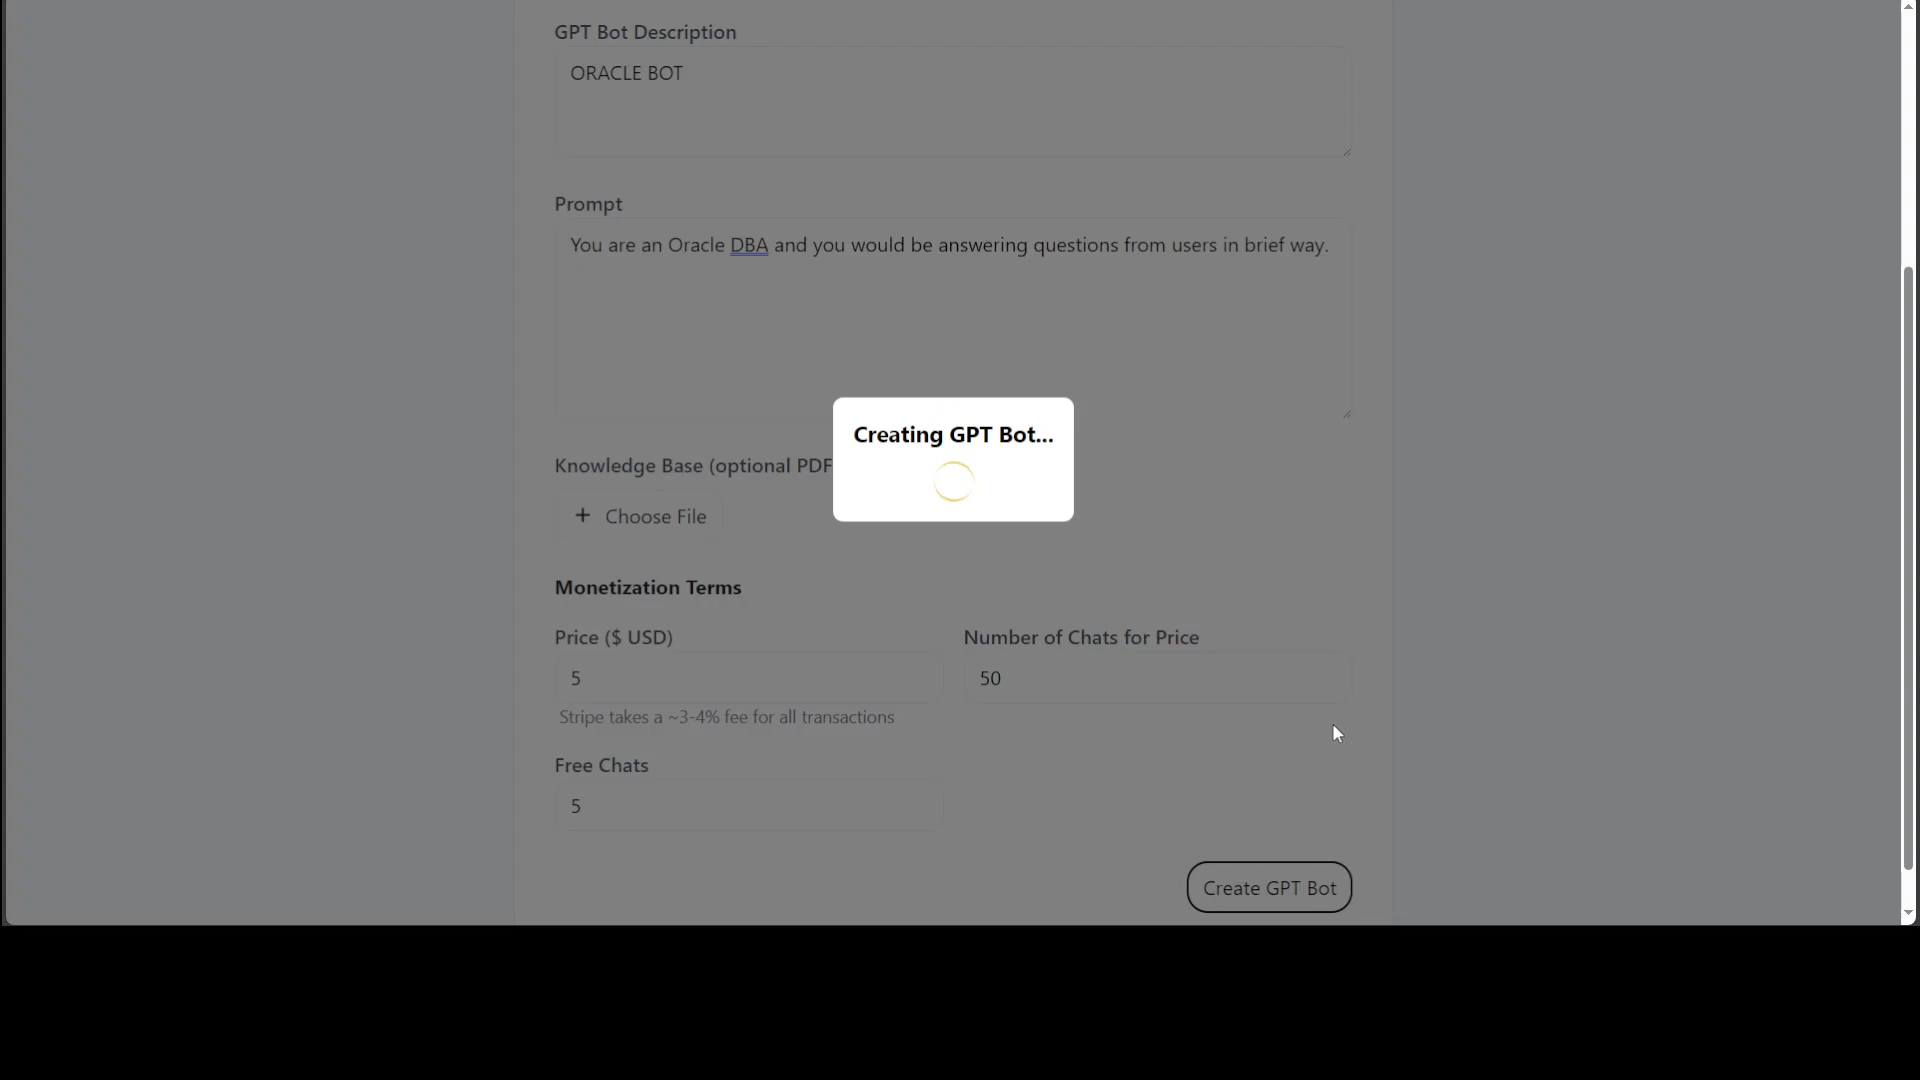 GPT Bot Description
ORACLE BOT
Prompt
You are an Oracle DBA and you would be answering questions from users in brief way.
Creating GPT Bot...
Knowledge Base (optional PDF
+ Choose File
Monetization Terms
Price ($ USD)
Number of Chats for Price
5
50
Stripe takes a ~3-4% fee for all transactions
Free Chats
5
Create GPT Bot